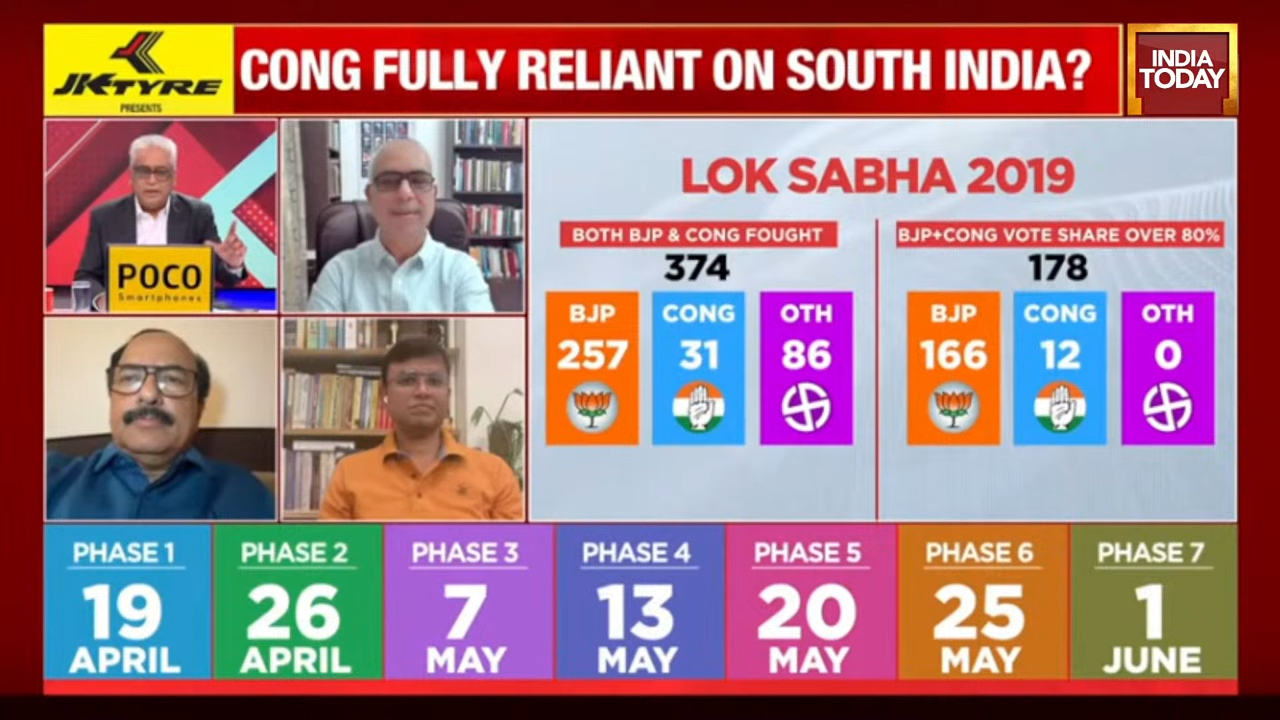 JKTYRE
PRESENTS
CONG FULLY RELIANT ON SOUTH INDIA?
INDIA
TODAY
POCO
Smartphones
LOK SABHA 2019
BOTH BJP & CONG FOUGHT
374
BJP
257
CONG
31
OTH
86
BJP+CONG VOTE SHARE OVER 80%
178
BJP
166
CONG
12
OTH
0
PHASE 1
19
APRIL
PHASE 2
26
APRIL
PHASE 3
7
MAY
PHASE 4
13
MAY
PHASE 5
20
MAY
PHASE 6
25
MAY
PHASE 7
1
JUNE